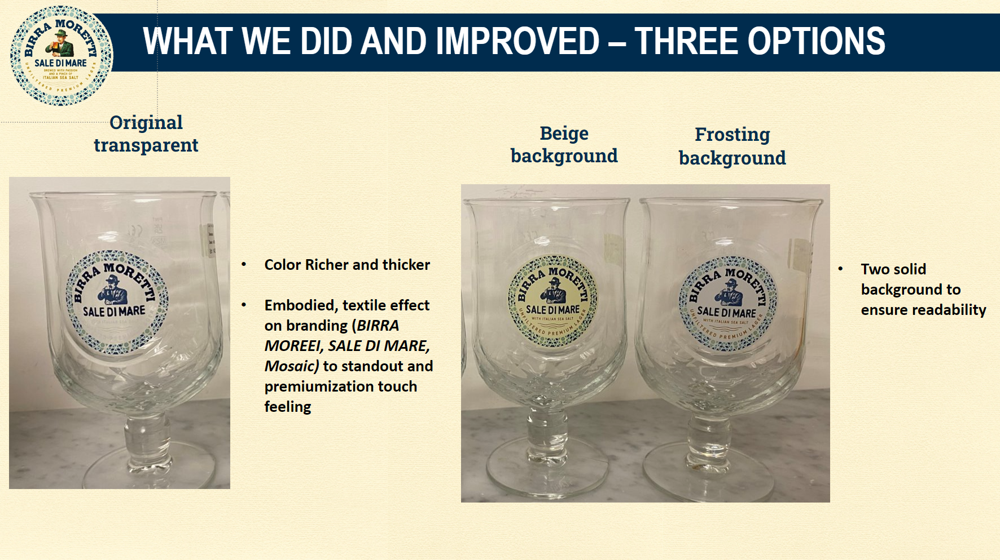 BIRRA MORETTI
SALE DI MARE
BREWED WITH PASSION
AND A PINCH OF
ITALIAN SEA SALT
UNFILTERED PREMIUM LAGER
WHAT WE DID AND IMPROVED – THREE OPTIONS
Original
transparent
Beige
background
Frosting
background
BIRRA MORETTI
SALE DI MARE
• Color Richer and thicker
• Embodied, textile effect
on branding (BIRRA
MOREEI, SALE DI MARE,
Mosaic) to standout and
premiumization touch
feeling
BIRRA MORETTI
SALE DI MARE
WITH ITALIAN SEA SALT
UNFILTERED PREMIUM LAGER
BIRRA MORETTI
SALE DI MARE
WITH ITALIAN SEA SALT
UNFILTERED PREMIUM LAGER
• Two solid
background to
ensure readability